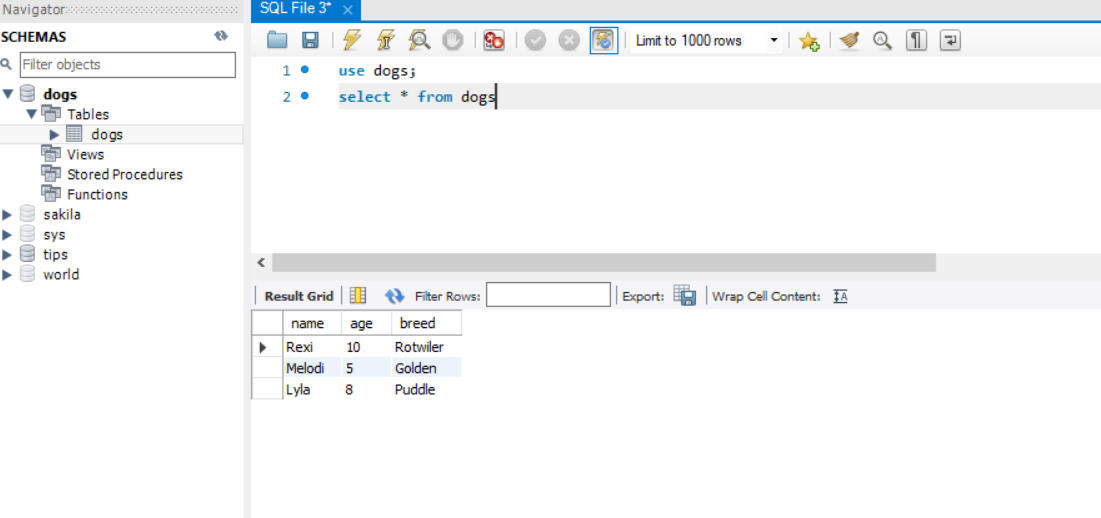 Navigator
SQL File 3*
SCHEMAS
Filter objects
dogs
Tables
dogs
Views
Stored Procedures
Functions
sakila
sys
tips
world
Limit to 1000 rows
1 use dogs;
2 select * from dogs
Result Grid Filter Rows: Export: Wrap Cell Content:
name age breed
Rexi 10 Rotwiler
Melodi 5 Golden
Lyla 8 Puddle